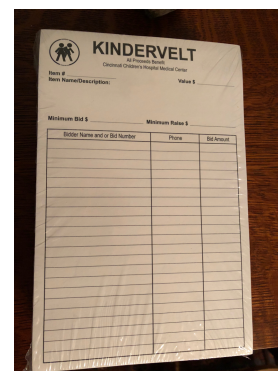 KINDERVELT
All Proceeds Benefit
Cincinnati Children's Hospital Medical Center
Item #
Item Name/Description: Value $
Minimum Bid $ Minimum Raise $
Bidder Name and or Bid Number Phone Bid Amount